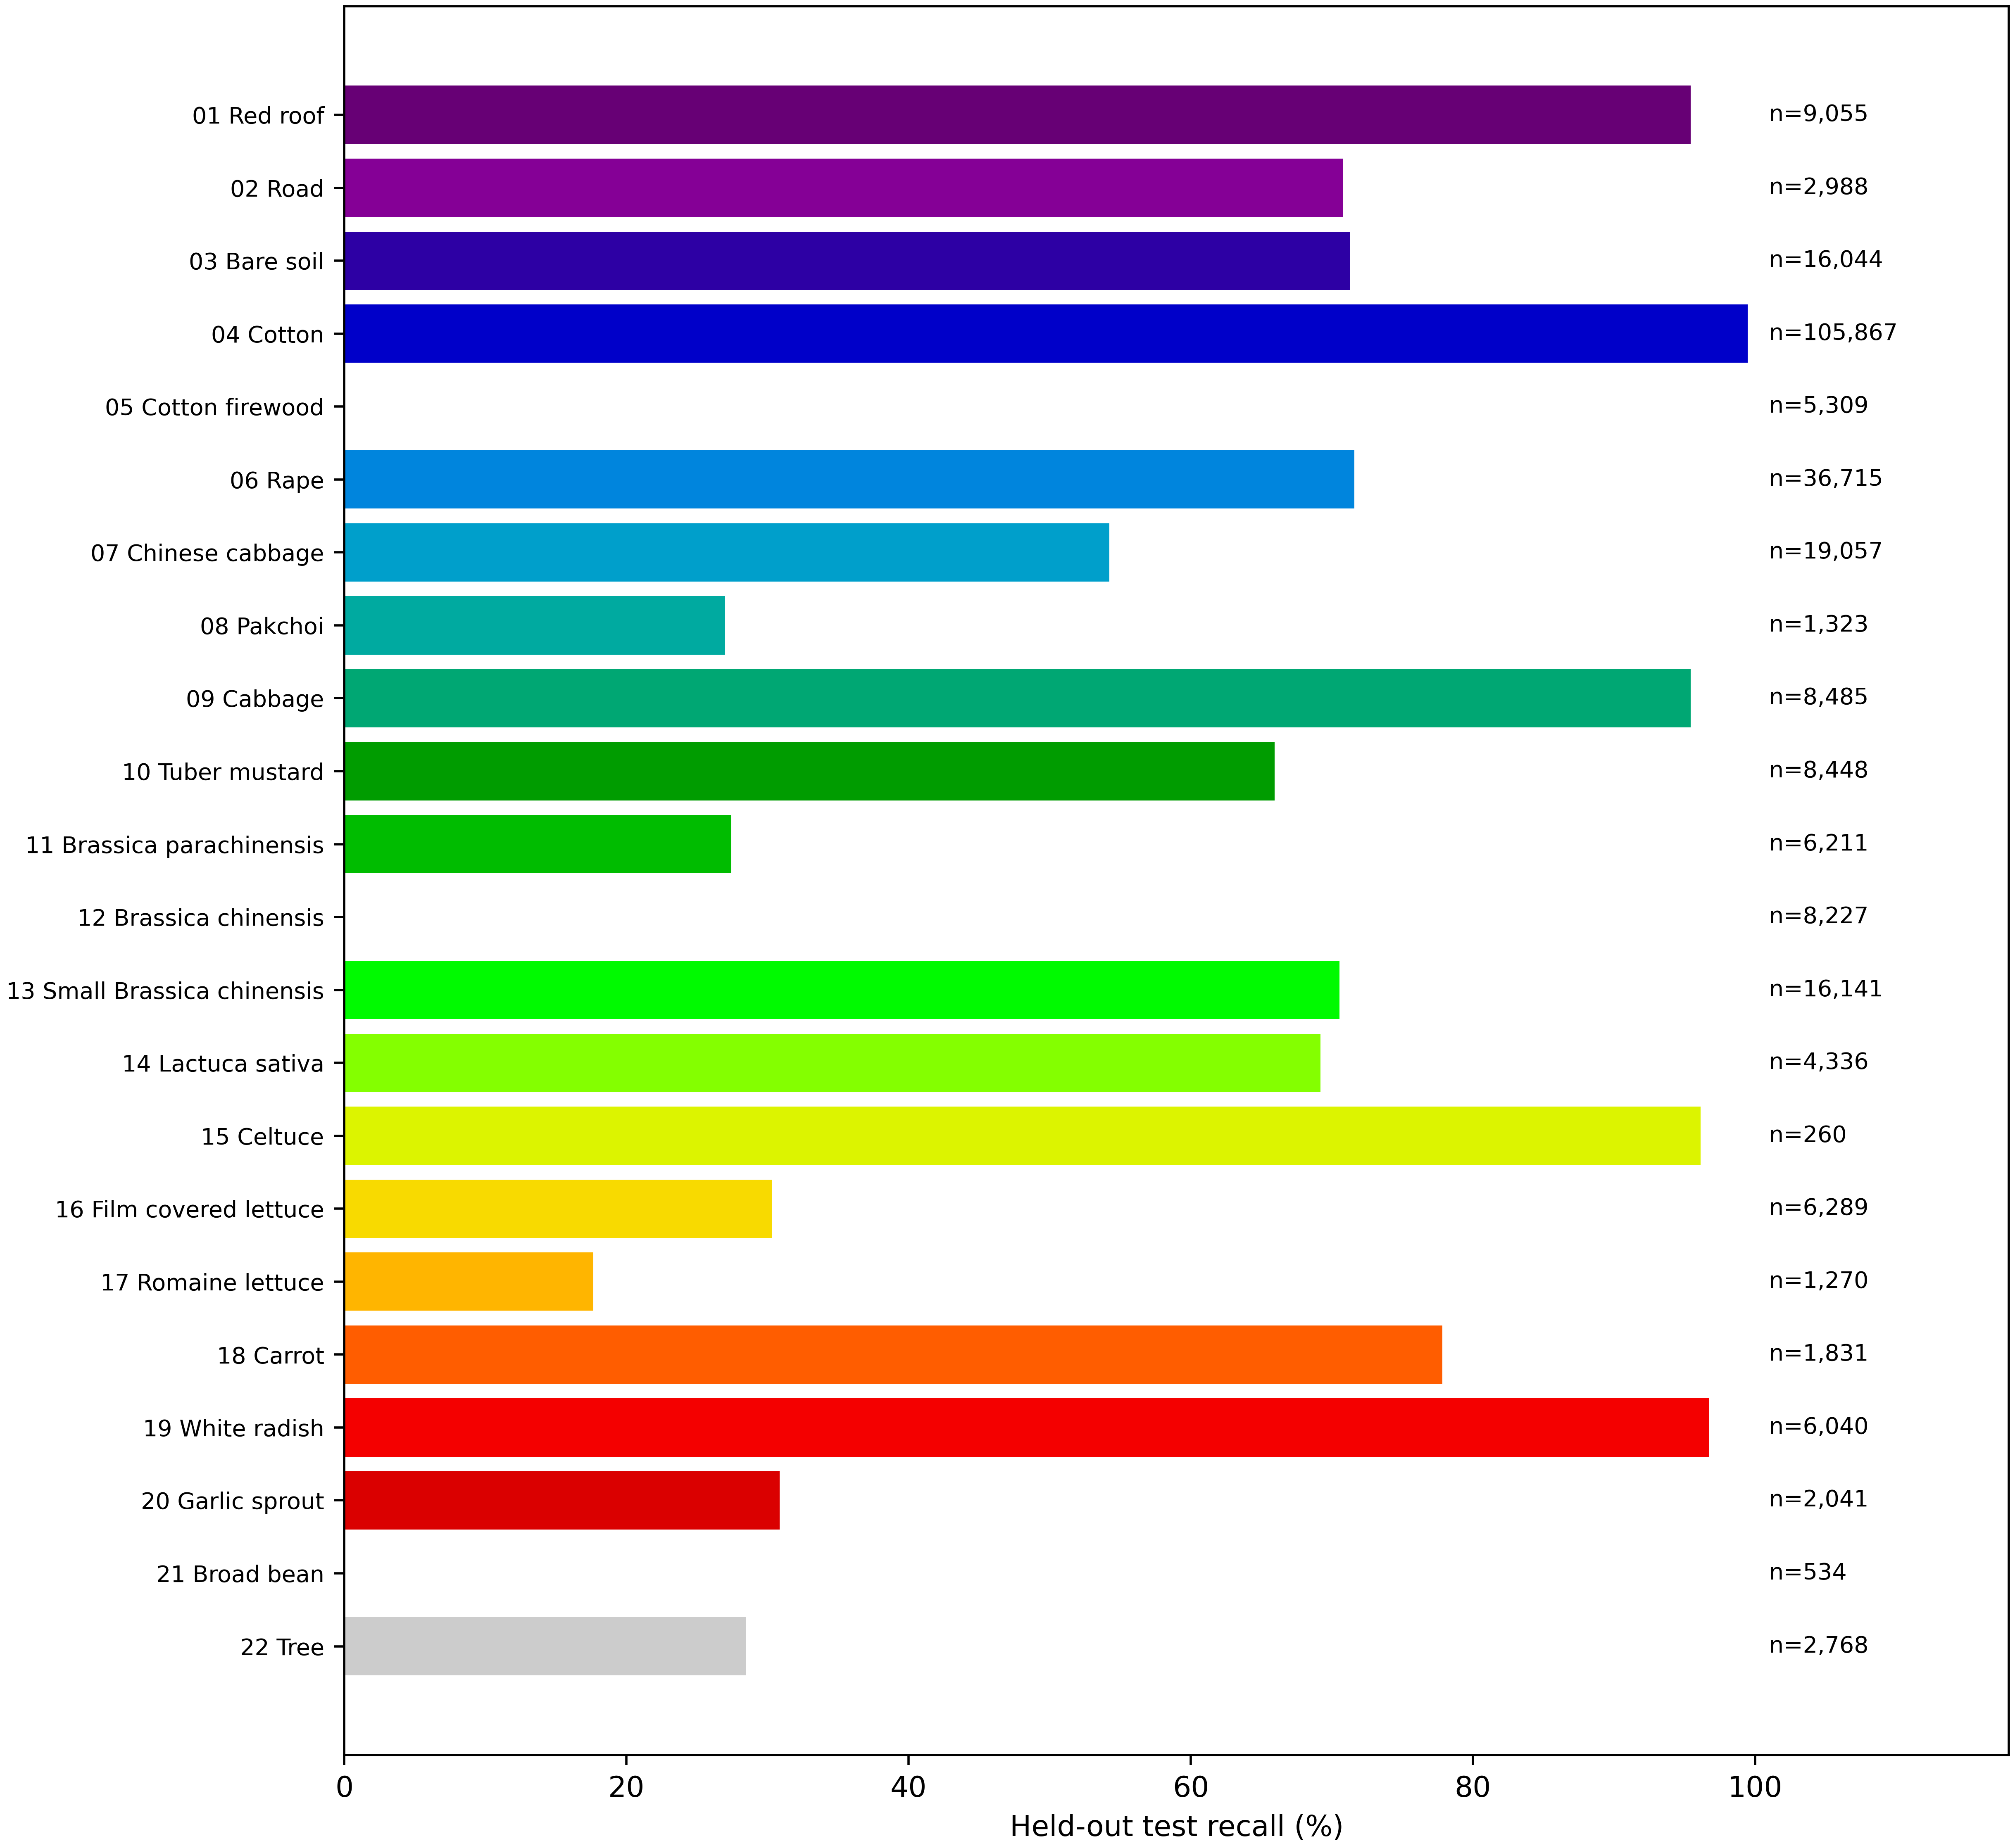 01 Red roof n=9,055
02 Road n=2,988
03 Bare soil n=16,044
04 Cotton n=105,867
05 Cotton firewood n=5,309
06 Rape n=36,715
07 Chinese cabbage n=19,057
08 Pakchoi n=1,323
09 Cabbage n=8,485
10 Tuber mustard n=8,448
11 Brassica parachinensis n=6,211
12 Brassica chinensis n=8,227
13 Small Brassica chinensis n=16,141
14 Lactuca sativa n=4,336
15 Celtuce n=260
16 Film covered lettuce n=6,289
17 Romaine lettuce n=1,270
18 Carrot n=1,831
19 White radish n=6,040
20 Garlic sprout n=2,041
21 Broad bean n=534
22 Tree n=2,768
0 20 40 60 80 100
Held-out test recall (%)